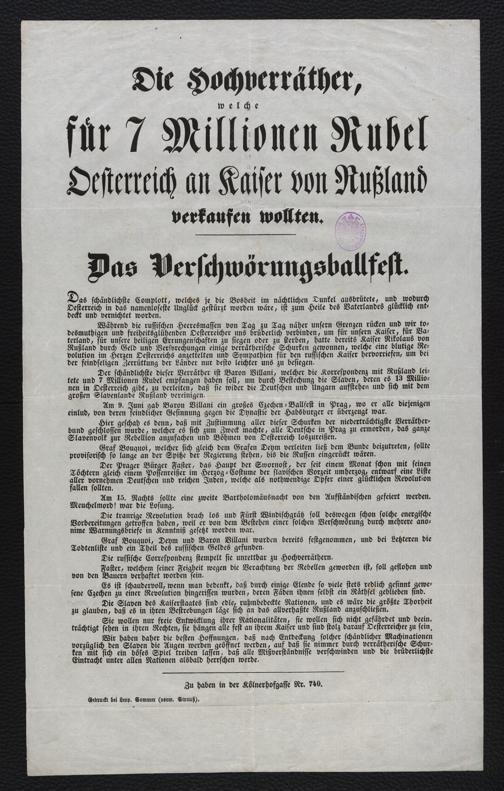 Die Hochverräther,
welche
für 7 Millionen Rubel
Oesterreich an Kaiser von Rußland
verkaufen wollten.
Das Verschwörungsballfest.
Das schändlichste Complott, welches je die Bosheit im nächtlichen Dunkel ausbrütete, und wodurch
Oesterreich in das namenloseste Unglück gestürzt worden wäre, ist zum Heile des Vaterlandes glücklich ent-
deckt und vernichtet worden.
Während die russischen Heeresmassen von Tag zu Tag näher unsern Grenzen rücken und wir to-
desmuthigen und freiheitsglühenden Oesterreicher uns brüderlich verbinden, um für unsern Kaiser, für Va-
terland, für unsere heiligen Errungenschaften zu siegen oder zu sterben, hatte bereits Kaiser Nikolaus von
Rußland durch Geld und Versprechungen einige verrätherische Schurken gewonnen, welche eine blutige Re-
volution im Herzen Oesterreichs anzettelten und Sympathien für den russischen Kaiser hervorriefen, um bei
der feindseligen Zerrüttung der Länder nur desto leichter uns zu besiegen.
Der schändlichste dieser Verräther ist Baron Villani, welcher die Korrespondenz mit Rußland lei-
tete und 7 Millionen Rubel empfangen haben soll, um durch Bestechung die Slaven, deren es 13 Millio-
nen in Oesterreich gibt, zu verleiten, daß sie wider die Deutschen und Ungarn aufstehen und sich mit dem
großen Slavenlande Rußland vereinigen.
Am 9. Juni gab Baron Villani ein großes Czechen-Ballfest in Prag, wo er alle diejenigen
einlud, von deren feindlicher Gesinnung gegen die Dynastie der Habsburger er überzeugt war.
Hier geschah es denn, daß mit Zustimmung aller dieser Schurken der niederträchtigste Verräther-
bund geschlossen wurde, welcher es sich zum Zweck machte, alle Deutsche in Prag zu ermorden, das ganze
Slavenvolk zur Rebellion anzufachen und Böhmen von Oesterreich loszureißen.
Graf Bouquoi, welcher sich gleich dem Grafen Deym verleiten ließ dem Bunde beizutreten, sollte
provisorisch so lange an der Spitze der Regierung stehen, bis die Russen eingerückt wären.
Der Prager Bürger Faster, das Haupt der Swornost, der seit einem Monat schon mit seinen
Töchtern gleich einem Possenreißer im Herzog-Costume der slavischen Vorzeit umherzog, entwarf eine Liste
aller vornehmen Deutschen und reichen Juden, welche als nothwendige Opfer einer glücklichen Revolution
fallen sollten.
Am 15. Nachts sollte eine zweite Bartholomäusnacht von den Aufständischen gefeiert werden.
Meuchelmord! war die Losung.
Die traurige Revolution brach los und Fürst Windischgrätz soll deswegen schon solche energische
Vorbereitungen getroffen haben, weil er von dem Bestehen einer solchen Verschwörung durch mehrere ano-
nime Warnungsbriefe in Kenntniß gesetzt worden war.
Graf Bouquoi, Deym und Baron Villani wurden bereits festgenommen, und bei Letzteren die
Todtenliste und ein Theil des russischen Geldes gefunden.
Die russische Correspondenz stempelt sie unrettbar zu Hochverräthern.
Faster, welchem seiner Feigheit wegen die Verachtung der Rebellen geworden ist, soll geflohen und
von den Bauern verhaftet worden sein.
Es ist schaudervoll, wenn man bedenkt, daß durch einige Elende so viele stets redlich gesinnt gewe-
sene Czechen zu einer Revolution hingerissen wurden, deren Fäden ihnen selbst ein Räthsel geblieben sind.
Die Slaven des Kaiserstaates sind edle, ruhmbedeckte Nationen, und es wäre die größte Thorheit
zu glauben, daß es in ihren Bestrebungen läge sich an das allverhaßte Rußland anzuschließen.
Sie wollen nur freie Entwicklung ihrer Nationalitäten, sie wollen sich nicht gefährdet und beein-
trächtigt sehen in ihren Rechten, sie hängen alle fest an ihren Kaiser und sind stolz darauf Oesterreicher zu sein.
Wir haben daher die besten Hoffnungen, daß nach Entdeckung solcher schändlicher Machinationen
vorzüglich den Slaven die Augen werden geöffnet werden, auf daß sie nimmer durch verrätherische Schur-
ken mit sich ein böses Spiel treiben lassen, daß alle Mißverständnisse verschwinden und die brüderlichste
Eintracht unter allen Nationen alsbald herrschen werde.
Zu haben in der Kölnerhofgasse Nr. 740.
Gedruckt bei Leop. Sommer (vorm. Strauß).